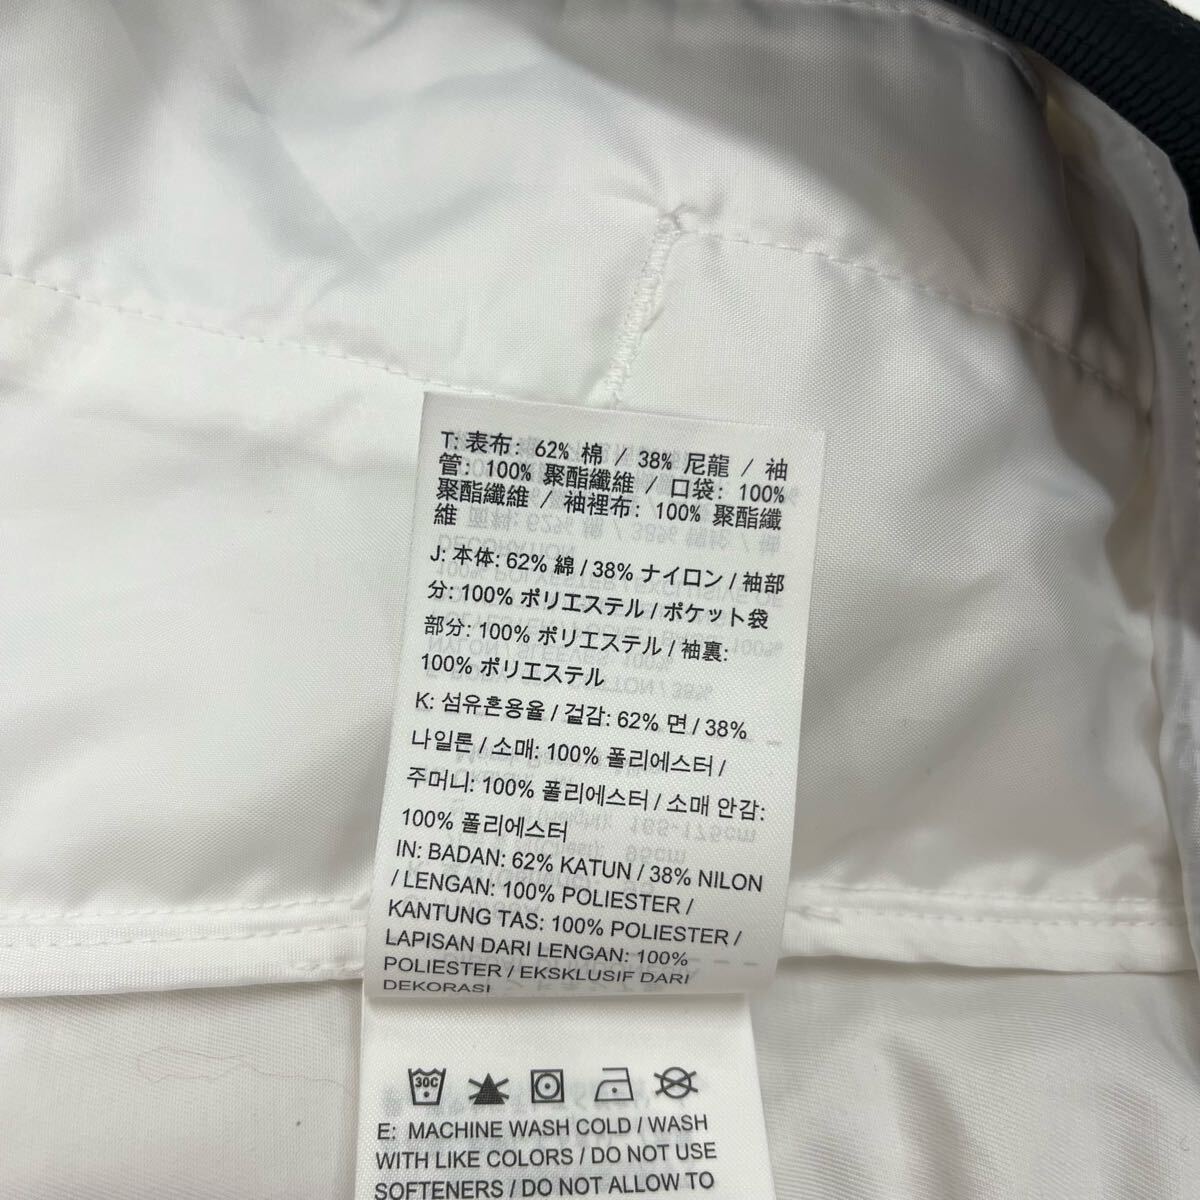 T: 表布: 62% 棉 / 38% 尼龍 / 袖
管: 100% 聚酯纖維 / 口袋: 100%
聚酯纖維 / 袖裡布: 100% 聚酯纖
維
J: 本体: 62% 綿 / 38% ナイロン / 袖部
分: 100% ポリエステル / ポケット袋
部分: 100% ポリエステル / 袖裏:
100% ポリエステル
K: 섬유혼용율 / 겉감: 62% 면 / 38%
나일론 / 소매: 100% 폴리에스터 /
주머니: 100% 폴리에스터 / 소매 안감:
100% 폴리에스터
IN: BADAN: 62% KATUN / 38% NILON
/ LENGAN: 100% POLIESTER /
KANTUNG TAS: 100% POLIESTER /
LAPISAN DARI LENGAN: 100%
POLIESTER / EKSKLUSIF DARI
DEKORASI
30C
E: MACHINE WASH COLD / WASH
WITH LIKE COLORS / DO NOT USE
SOFTENERS / DO NOT ALLOW TO